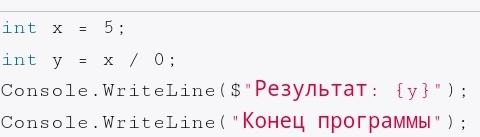 int x = 5;
int y = x / 0;
Console.WriteLine($"Результат: {y}");
Console.WriteLine("Конец программы");